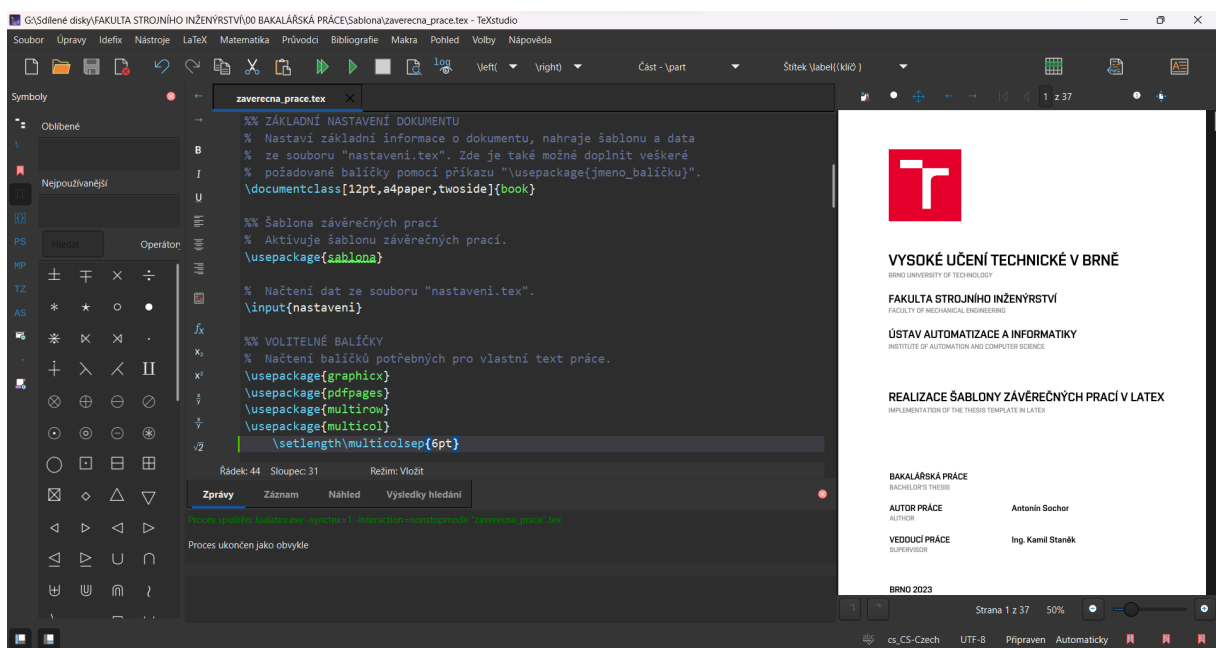 G:\Sdílené disky\FAKULTA STROJNÍHO INŽENÝRSTVÍ\00 BAKALÁŘSKÁ PRÁCE\Sablona\zaverecna_prace.tex - TeXstudio
Soubor Úpravy Idefix Nástroje LaTeX Matematika Průvodci Bibliografie Makra Pohled Volby Nápověda
log \left( \right) Část - \part Štítek \label{(klíč) }
Symboly
zaverecna_prace.tex
1 z 37
Oblíbené
Nejpoužívanější
Hledat Operátory
PS
MP
TZ
AS
B
I
U
%% ZÁKLADNÍ NASTAVENÍ DOKUMENTU
% Nastaví základní informace o dokumentu, nahraje šablonu a data
% ze souboru "nastaveni.tex". Zde je také možné doplnit veškeré
% požadované balíčky pomocí příkazu "\usepackage{jmeno_balíčku}".
\documentclass[12pt,a4paper,twoside]{book}
%% Šablona závěrečných prací
% Aktivuje šablonu závěrečných prací.
\usepackage{sablona}
% Načtení dat ze souboru "nastaveni.tex".
\input{nastaveni}
%% VOLITELNÉ BALÍČKY
% Načtení balíčků potřebných pro vlastní text práce.
\usepackage{graphicx}
\usepackage{pdfpages}
\usepackage{multirow}
\usepackage{multicol}
\setlength\multicolsep{6pt}
Řádek: 44 Sloupec: 31 Režim: Vložit
Zprávy Záznam Náhled Výsledky hledání
Proces spuštěn: lualatex.exe -synctex=1 -interaction=nonstopmode "zaverecna_prace".tex
Proces ukončen jako obvykle
VYSOKÉ UČENÍ TECHNICKÉ V BRNĚ
BRNO UNIVERSITY OF TECHNOLOGY
FAKULTA STROJNÍHO INŽENÝRSTVÍ
FACULTY OF MECHANICAL ENGINEERING
ÚSTAV AUTOMATIZACE A INFORMATIKY
INSTITUTE OF AUTOMATION AND COMPUTER SCIENCE
REALIZACE ŠABLONY ZÁVĚREČNÝCH PRACÍ V LATEX
IMPLEMENTATION OF THE THESIS TEMPLATE IN LATEX
BAKALÁŘSKÁ PRÁCE
BACHELOR'S THESIS
AUTOR PRÁCE Antonín Sochor
AUTHOR
VEDOUCÍ PRÁCE Ing. Kamil Staněk
SUPERVISOR
BRNO 2023
Strana 1 z 37 50%
cs_CS-Czech UTF-8 Připraven Automaticky